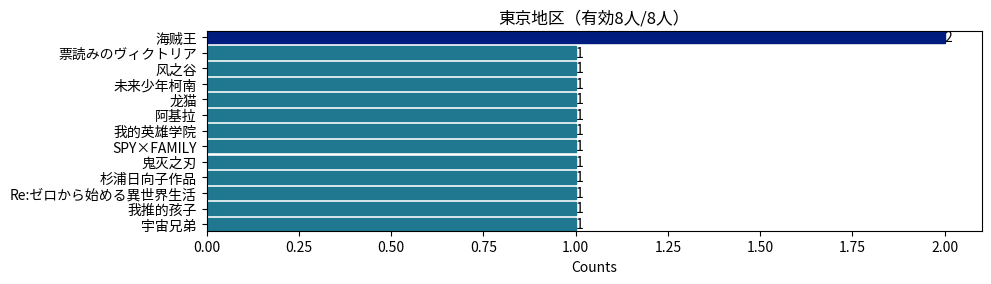 東京地区（有効8人/8人）
海贼王 2
票読みのヴィクトリア 1
风之谷 1
未来少年柯南 1
龙猫 1
阿基拉 1
我的英雄学院 1
SPY×FAMILY 1
鬼灭之刃 1
杉浦日向子作品 1
Re:ゼロから始める異世界生活 1
我推的孩子 1
宇宙兄弟 1
0.00 0.25 0.50 0.75 1.00 1.25 1.50 1.75 2.00
Counts